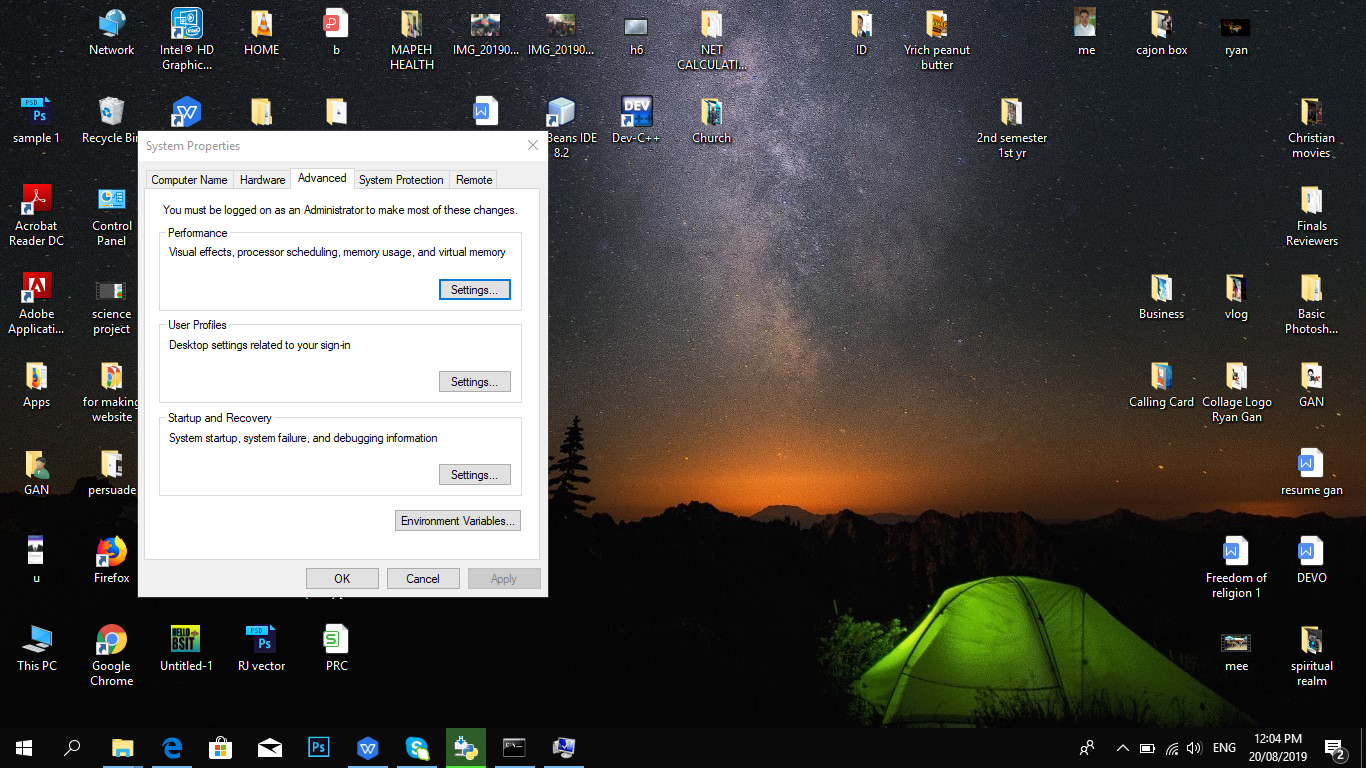 Network
Intel® HD
Graphic...
HOME
b
MAPEH
HEALTH
IMG_20190...
IMG_20190...
h6
NET
CALCULATI...
ID
Yrich peanut
butter
me
cajon box
ryan
sample 1
Recycle Bin
Beans IDE
8.2
Dev-C++
Church
2nd semester
1st yr
Christian
movies
System Properties
Computer Name
Hardware
Advanced
System Protection
Remote
You must be logged on as an Administrator to make most of these changes.
Performance
Visual effects, processor scheduling, memory usage, and virtual memory
Settings...
User Profiles
Desktop settings related to your sign-in
Settings...
Startup and Recovery
System startup, system failure, and debugging information
Settings...
Environment Variables...
OK
Cancel
Apply
Acrobat
Reader DC
Control
Panel
Finals
Reviewers
Adobe
Applicati...
science
project
Business
vlog
Basic
Photosh...
Apps
for making
website
Calling Card
Collage Logo
Ryan Gan
GAN
GAN
persuade
resume gan
u
Firefox
Freedom of
religion 1
DEVO
This PC
Google
Chrome
HELLO
BSIT
Untitled-1
PSD
Ps
RJ vector
PRC
mee
spiritual
realm
PSD
Ps
DEV
Ps
ENG
12:04 PM
20/08/2019
2